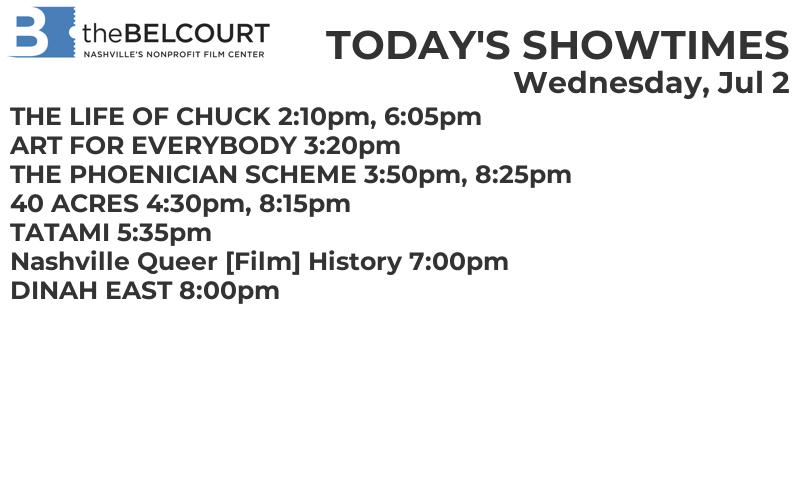 B theBELCOURT
NASHVILLE'S NONPROFIT FILM CENTER
TODAY'S SHOWTIMES
Wednesday, Jul 2
THE LIFE OF CHUCK 2:10pm, 6:05pm
ART FOR EVERYBODY 3:20pm
THE PHOENICIAN SCHEME 3:50pm, 8:25pm
40 ACRES 4:30pm, 8:15pm
TATAMI 5:35pm
Nashville Queer [Film] History 7:00pm
DINAH EAST 8:00pm